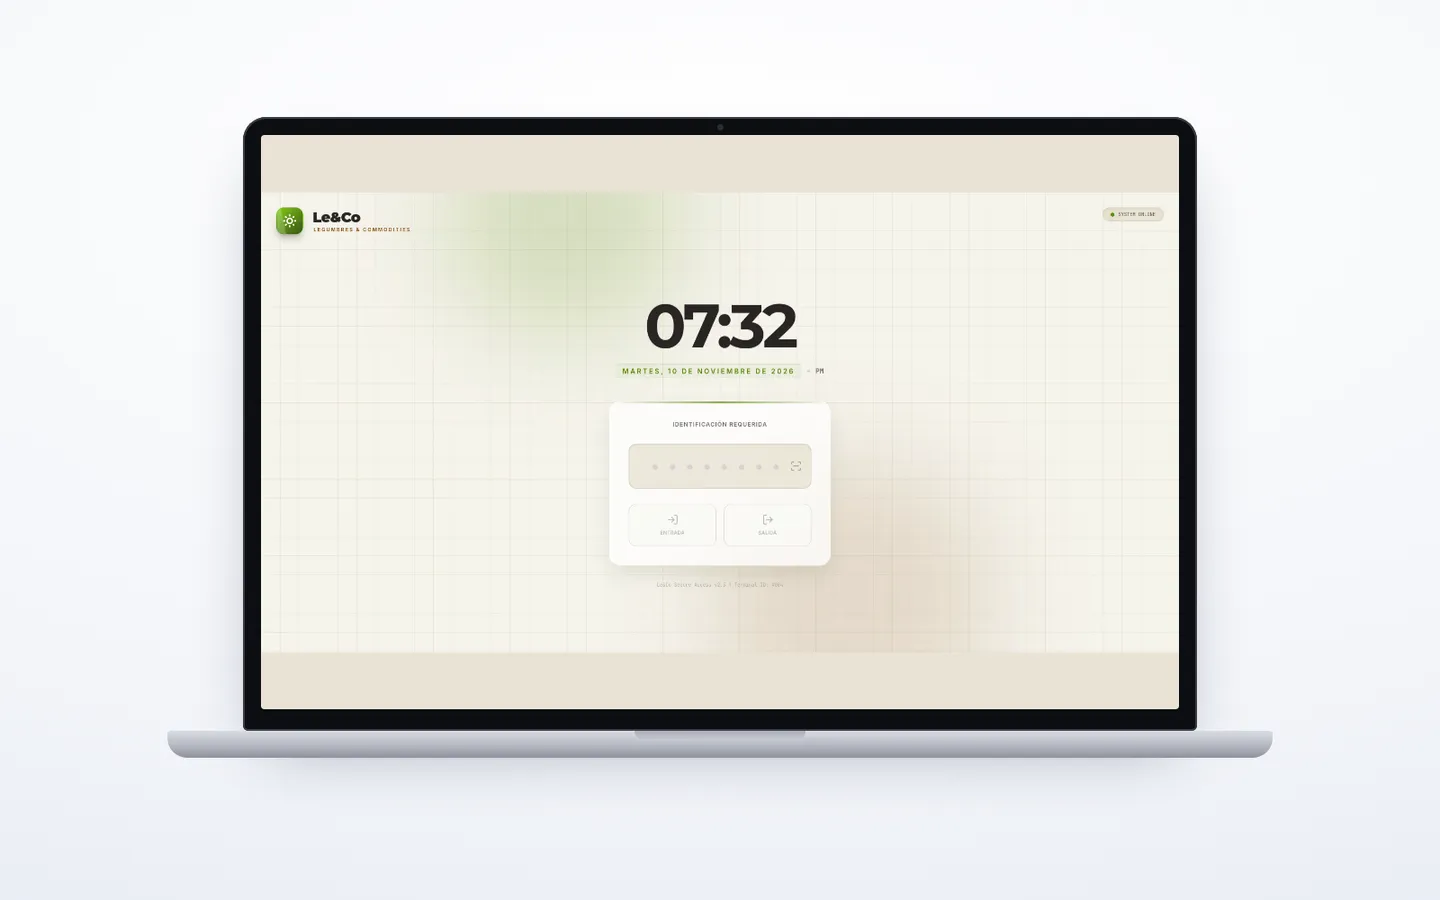 Le&Co
LEGUMBRES & COMMODITIES
SYSTEM ONLINE
07:32
MARTES, 10 DE NOVIEMBRE DE 2026 • PM
IDENTIFICACIÓN REQUERIDA
ENTRADA
SALIDA